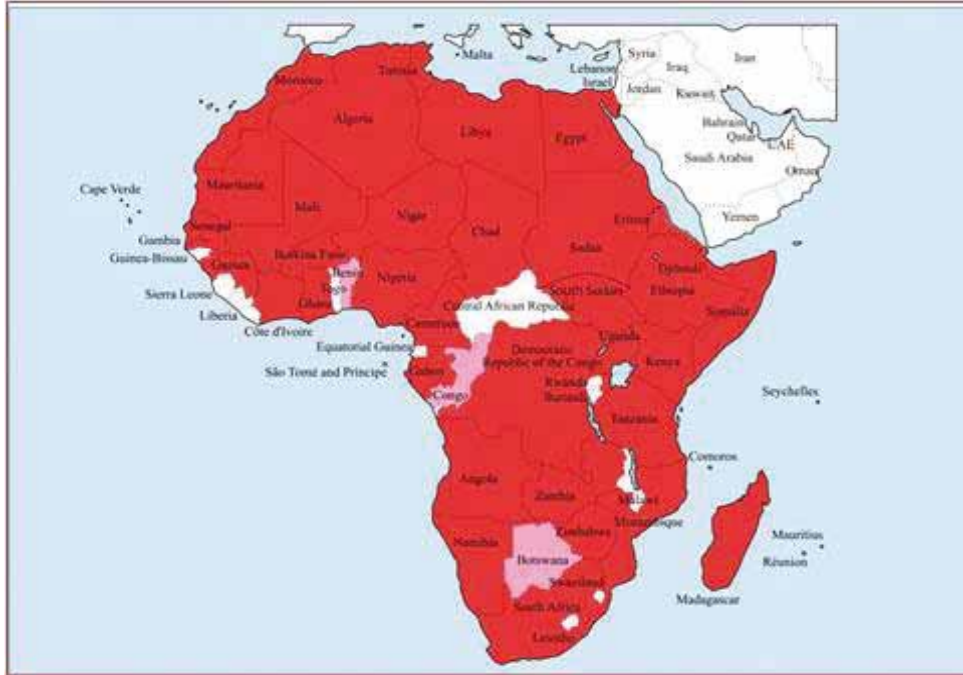 Malta
Syria
Lebanon
Israel
Iraq
Iran
Jordan
Kuwait
Bahrain
Qatar
UAE
Saudi Arabia
Oman
Yemen
Morocco
Tunisia
Algeria
Libya
Egypt
Cape Verde
Mauritania
Mali
Niger
Chad
Sudan
Eritrea
Senegal
Gambia
Guinea-Bissau
Guinea
Burkina Faso
Benin
Togo
Ghana
Nigeria
Djibouti
Ethiopia
Somalia
South Sudan
Sierra Leone
Liberia
Côte d'Ivoire
Central African Republic
Cameroon
Equatorial Guinea
São Tomé and Príncipe
Gabon
Congo
Democratic
Republic of the Congo
Uganda
Kenya
Rwanda
Burundi
Tanzania
Seychelles
Comoros
Angola
Zambia
Malawi
Mozambique
Zimbabwe
Namibia
Botswana
Swaziland
South Africa
Lesotho
Madagascar
Mauritius
Réunion